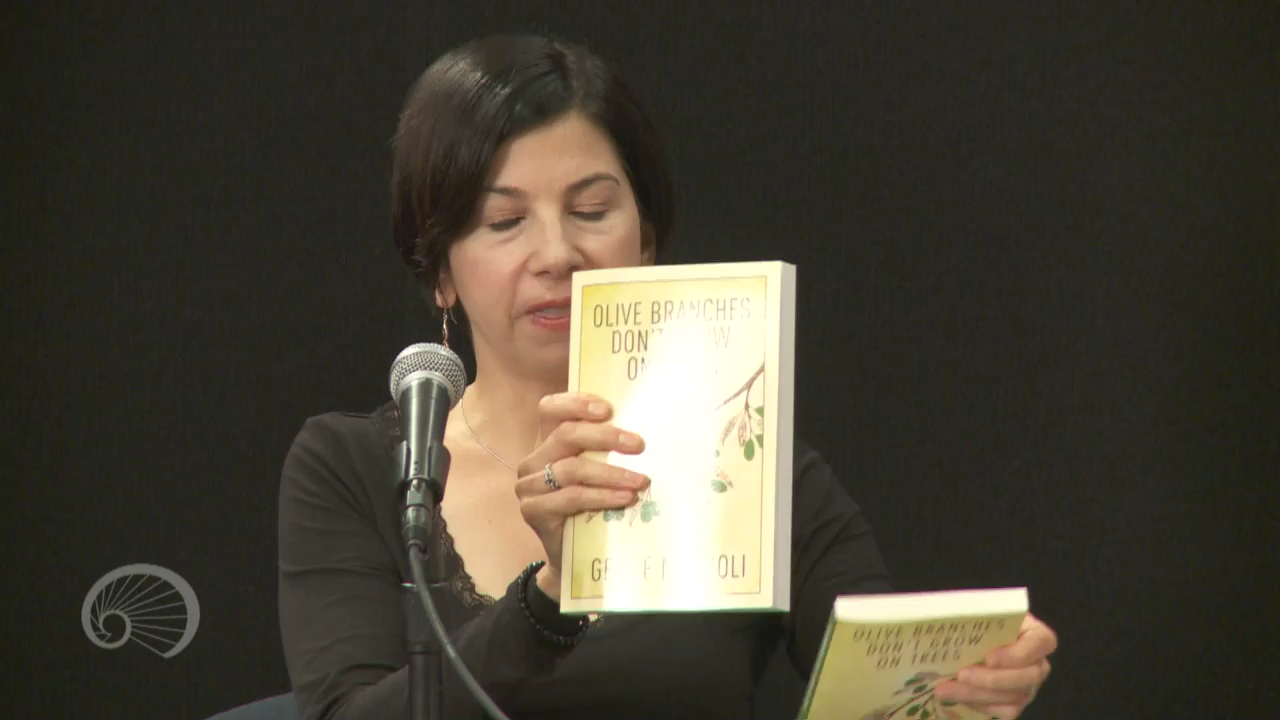 OLIVE BRANCHES
DON'T
ON
OLIVE BRANCHES
DON'T GROW
ON TREES